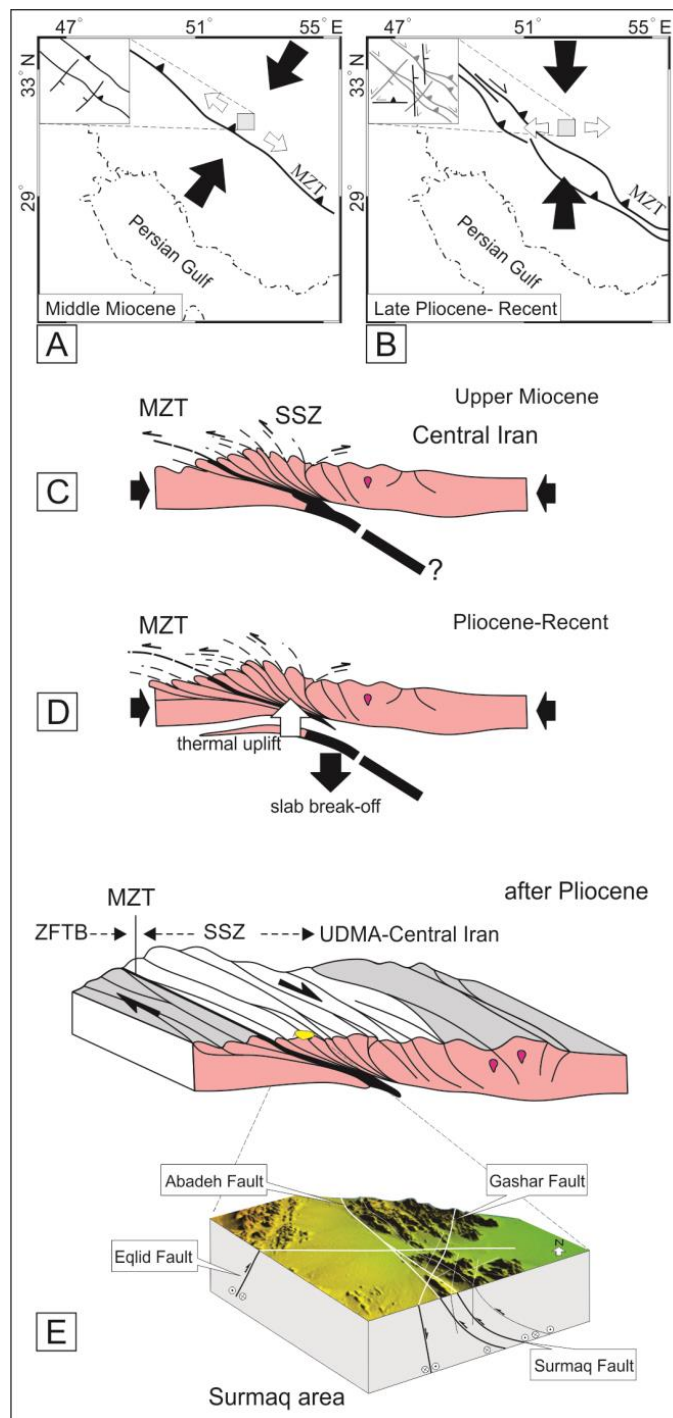 47° 51° 55° E
33° N
29°
MZT
Persian Gulf
Middle Miocene
A
47° 51° 55° E
33° N
29°
MZT
Persian Gulf
Late Pliocene- Recent
B
Upper Miocene
MZT SSZ
Central Iran
C
?
Pliocene-Recent
MZT
D
thermal uplift
slab break-off
after Pliocene
MZT
ZFTB SSZ UDMA-Central Iran
Abadeh Fault Gashar Fault
Eqlid Fault
N
E
Surmaq Fault
Surmaq area